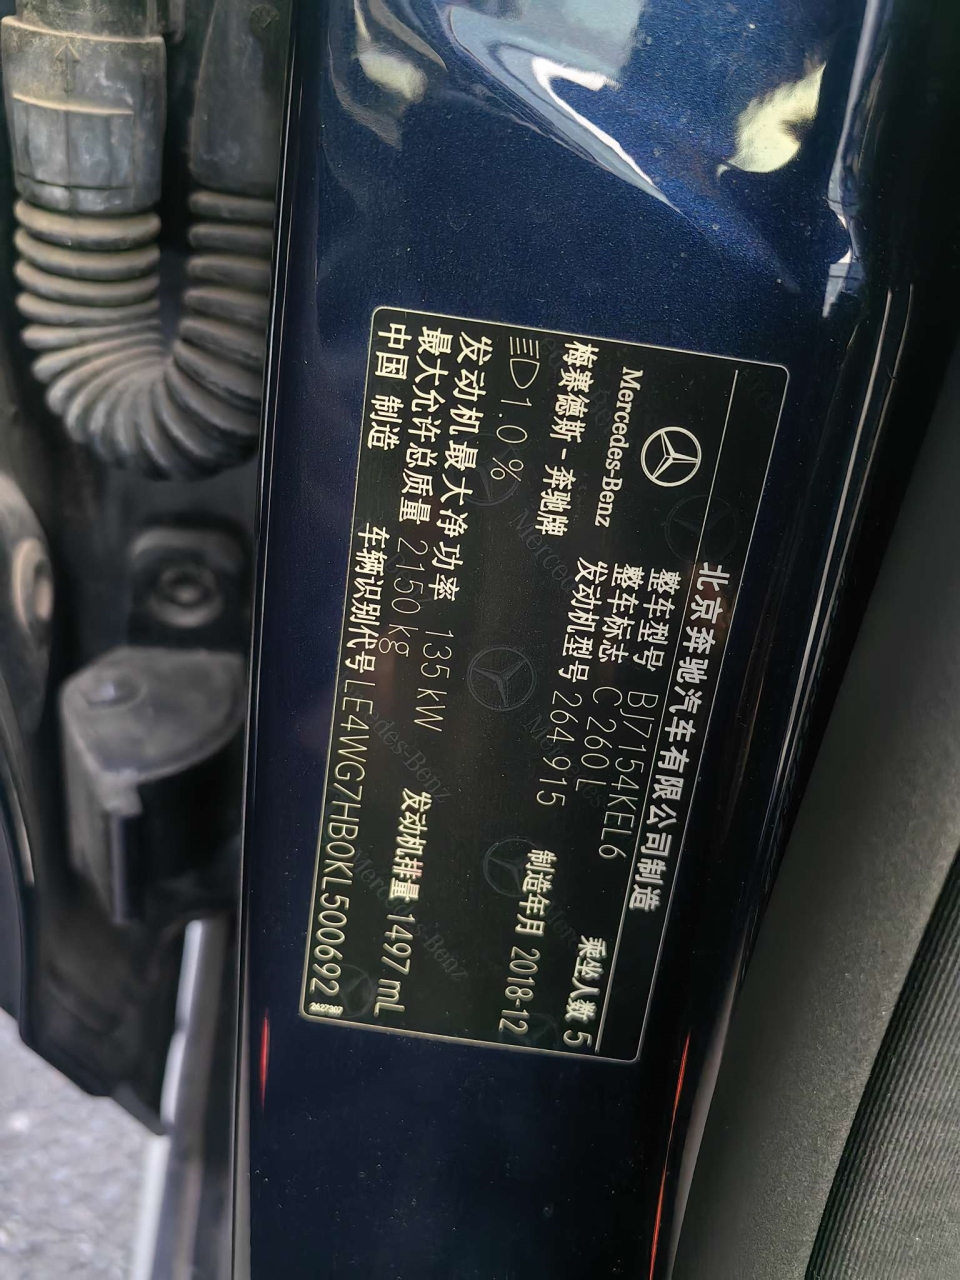 北京奔驰汽车有限公司制造
Mercedes-Benz
梅赛德斯-奔驰牌
整车型号 BJ7154KEL6
整车标志 C 260 L
乘坐人数 5
发动机型号 264 915
制造年月 2018-12
1.0%
发动机最大净功率 135 kW
发动机排量 1497 mL
最大允许总质量 2150 kg
中国 制造
车辆识别代号 LE4WG7HB0KL500692
2627307